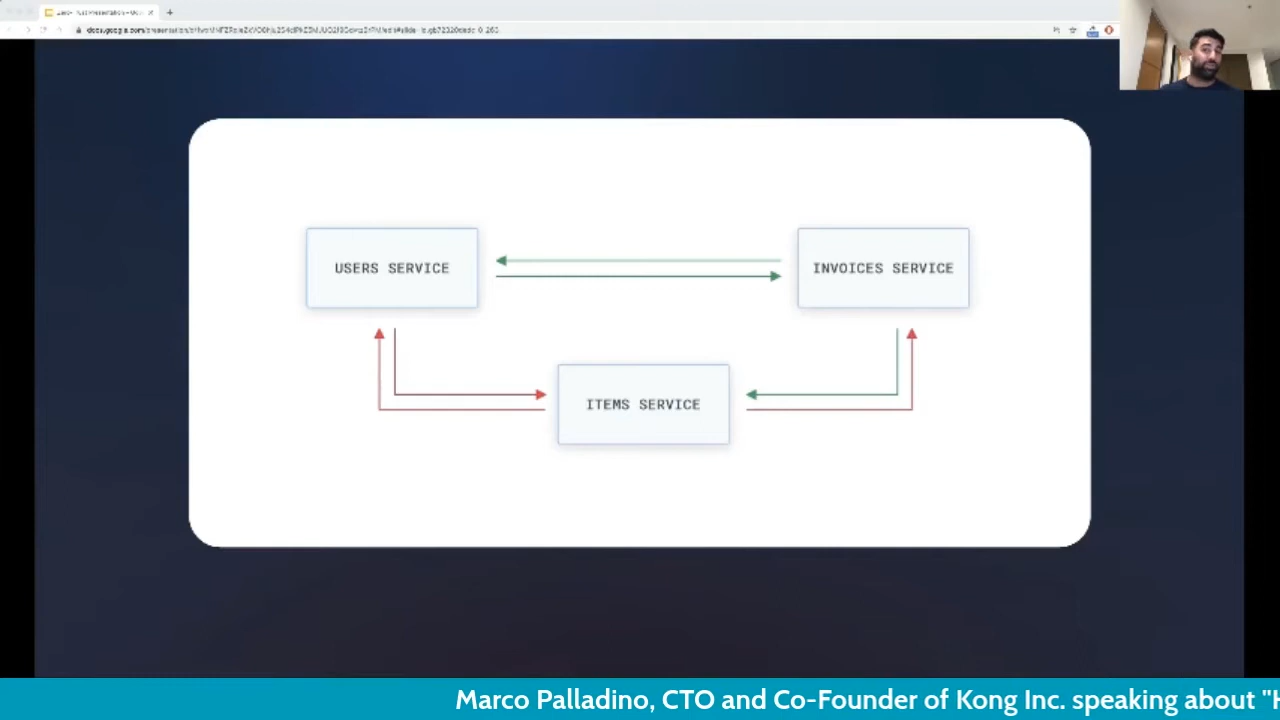 USERS SERVICE
INVOICES SERVICE
ITEMS SERVICE
Marco Palladino, CTO and Co-Founder of Kong Inc. speaking about "H